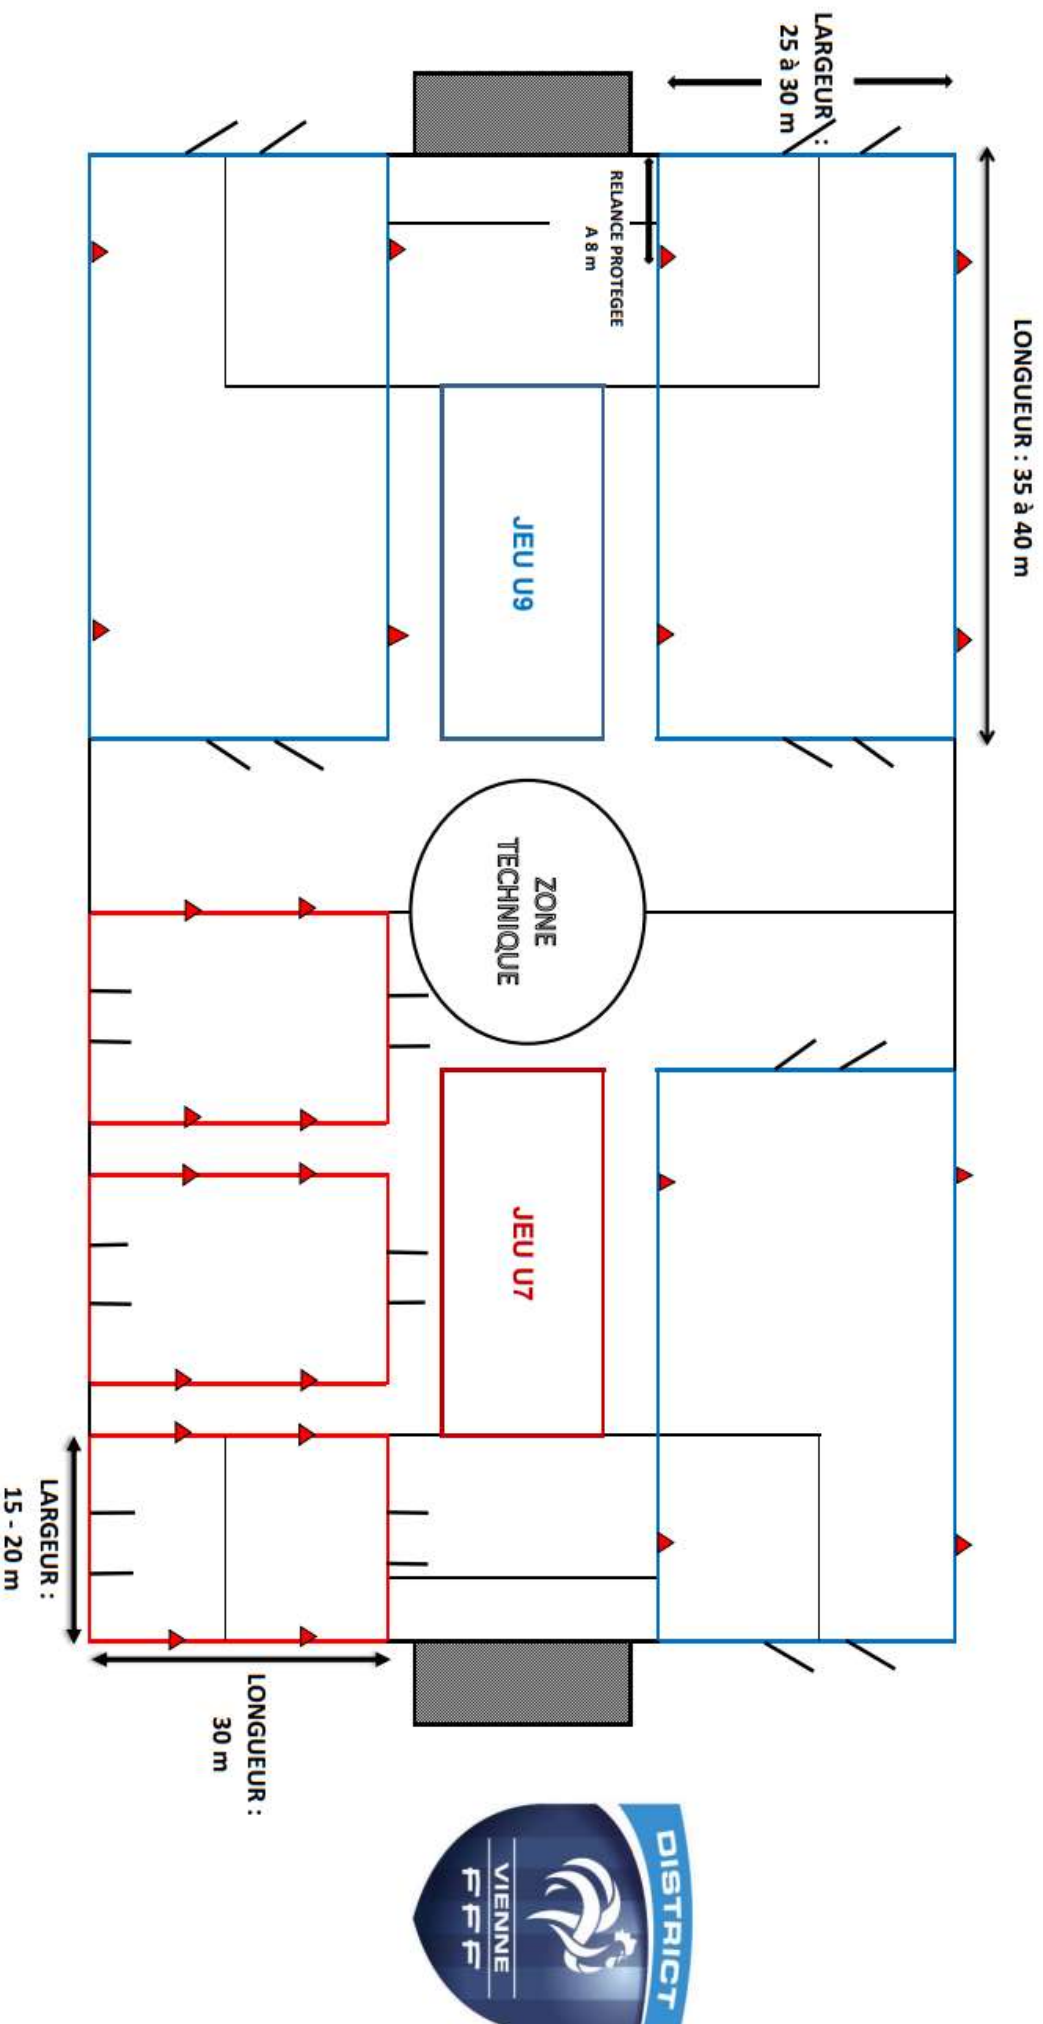 LONGUEUR : 35 à 40 m
LARGEUR :
25 à 30 m
RELANCE PROTEGEE
A 8 m
JEU U9
ZONE
TECHNIQUE
JEU U7
LARGEUR :
15 - 20 m
LONGUEUR :
30 m
DISTRICT
VIENNE
FFF